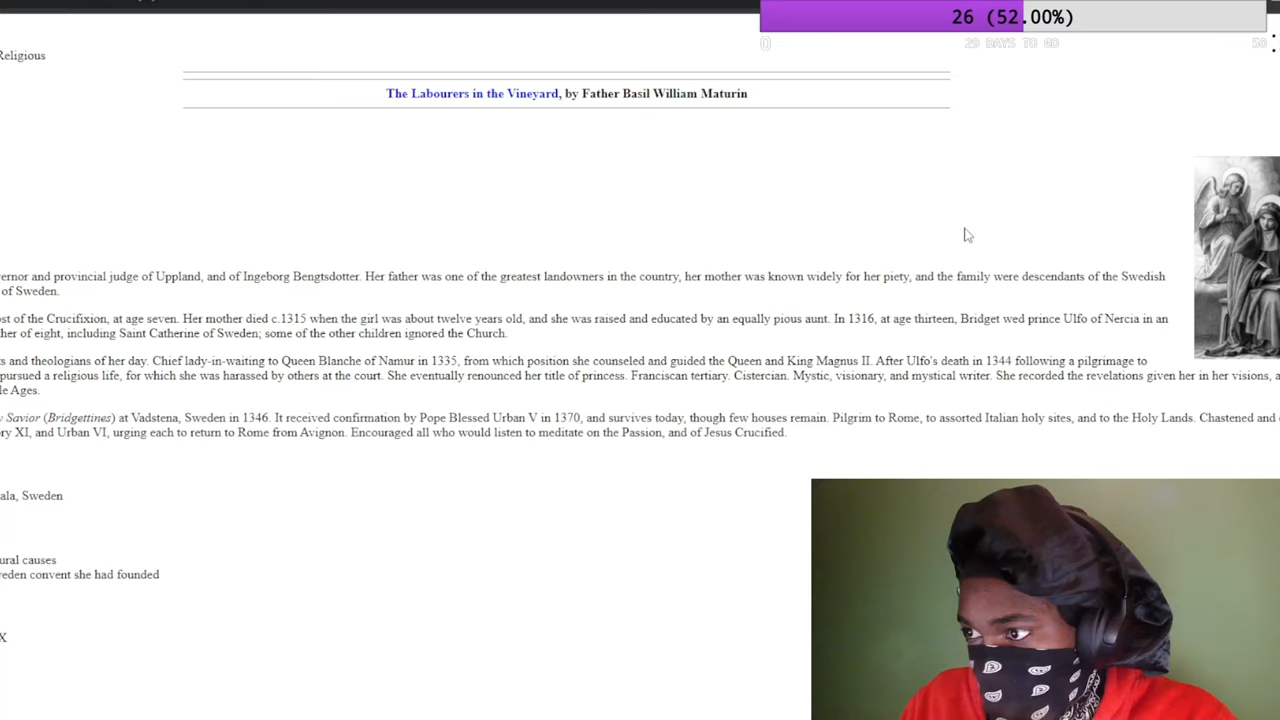 26 (52.00%)
0
29 DAYS TO GO
50
Religious
The Labourers in the Vineyard, by Father Basil William Maturin
ernor and provincial judge of Uppland, and of Ingeborg Bengtsdotter. Her father was one of the greatest landowners in the country, her mother was known widely for her piety, and the family were descendants of the Swedish
of Sweden.
ost of the Crucifixion, at age seven. Her mother died c.1315 when the girl was about twelve years old, and she was raised and educated by an equally pious aunt. In 1316, at age thirteen, Bridget wed prince Ulfo of Nercia in an
her of eight, including Saint Catherine of Sweden; some of the other children ignored the Church.
s and theologians of her day. Chief lady-in-waiting to Queen Blanche of Namur in 1335, from which position she counseled and guided the Queen and King Magnus II. After Ulfo's death in 1344 following a pilgrimage to
pursued a religious life, for which she was harassed by others at the court. She eventually renounced her title of princess. Franciscan tertiary. Cistercian. Mystic, visionary, and mystical writer. She recorded the revelations given her in her visions, a
le Ages.
y Savior (Bridgettines) at Vadstena, Sweden in 1346. It received confirmation by Pope Blessed Urban V in 1370, and survives today, though few houses remain. Pilgrim to Rome, to assorted Italian holy sites, and to the Holy Lands. Chastened and
ry XI, and Urban VI, urging each to return to Rome from Avignon. Encouraged all who would listen to meditate on the Passion, and of Jesus Crucified.
ala, Sweden
ural causes
eden convent she had founded
X